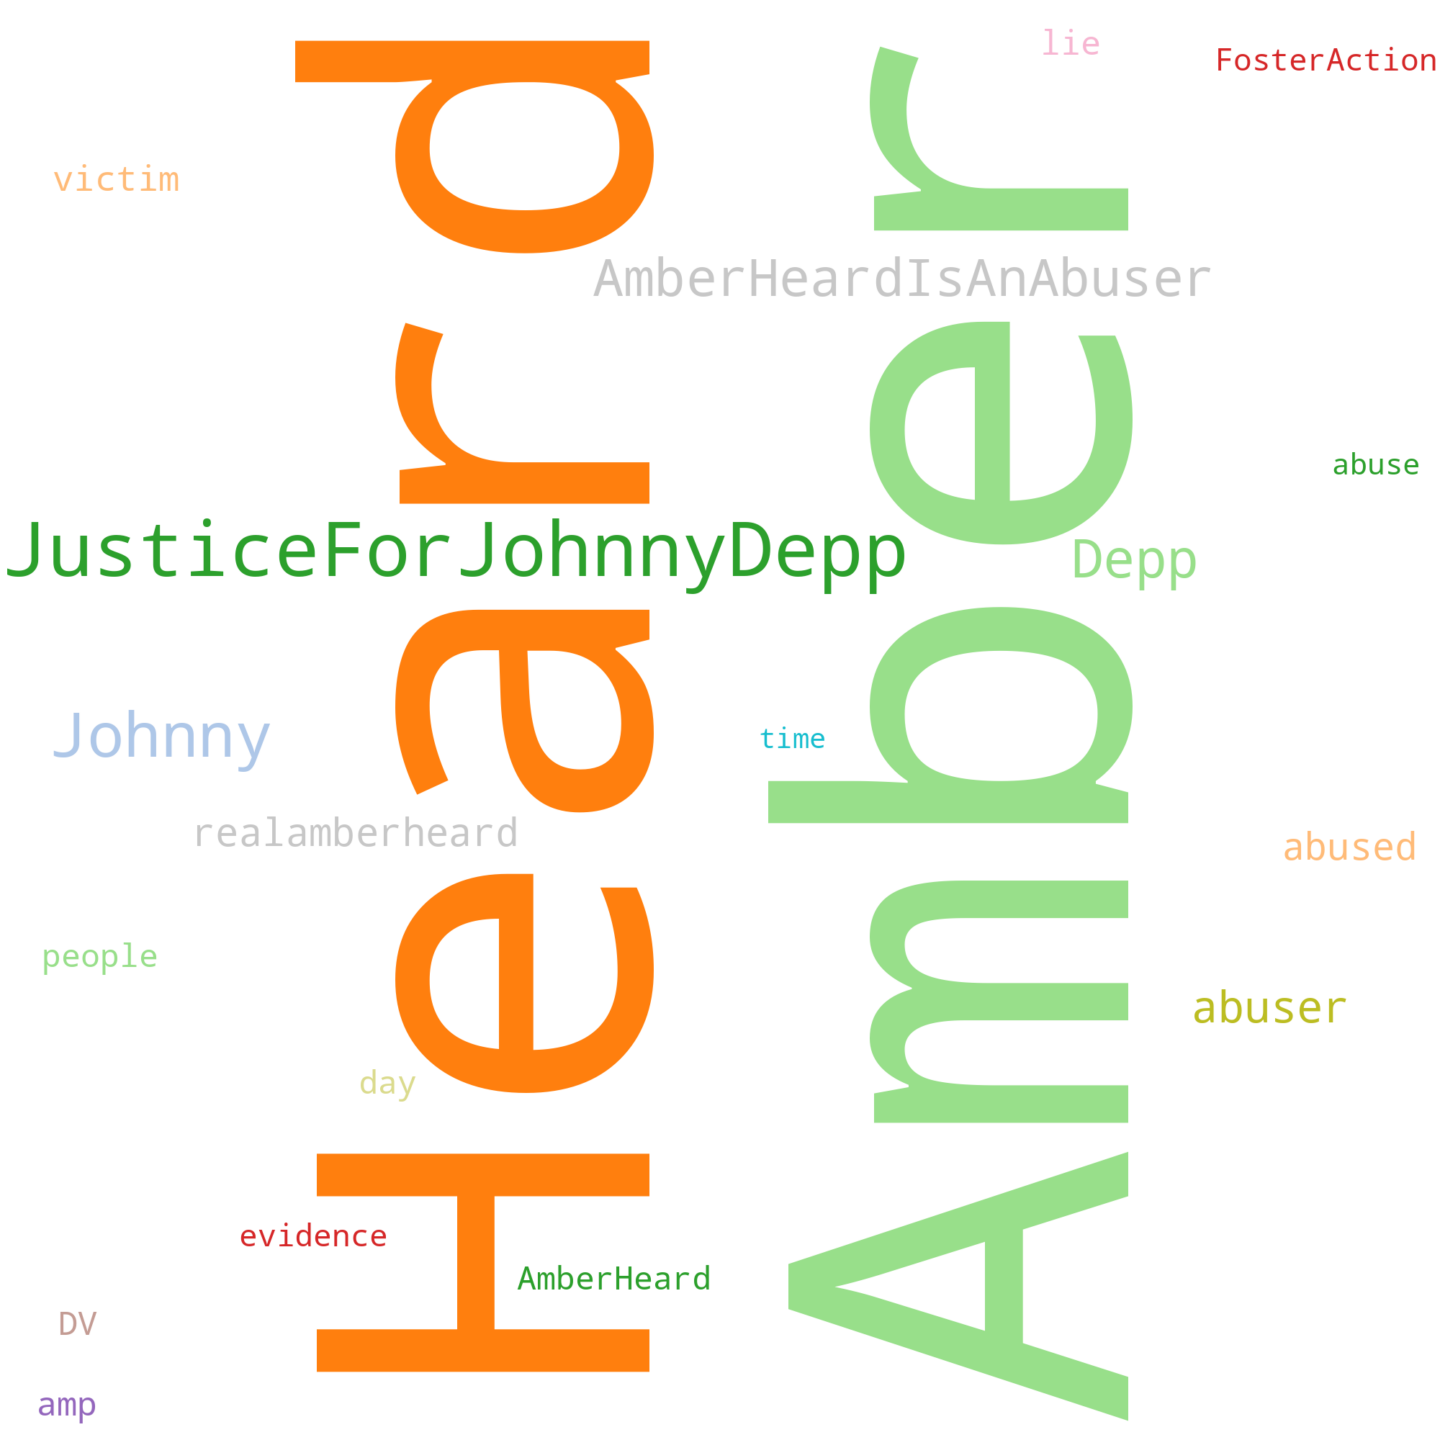 lie
FosterAction
victim
AmberHeardIsAnAbuser
abuse
JusticeForJohnnyDepp
Depp
Heard
Amber
Johnny
time
realamberheard
abused
people
abuser
day
evidence
AmberHeard
DV
amp